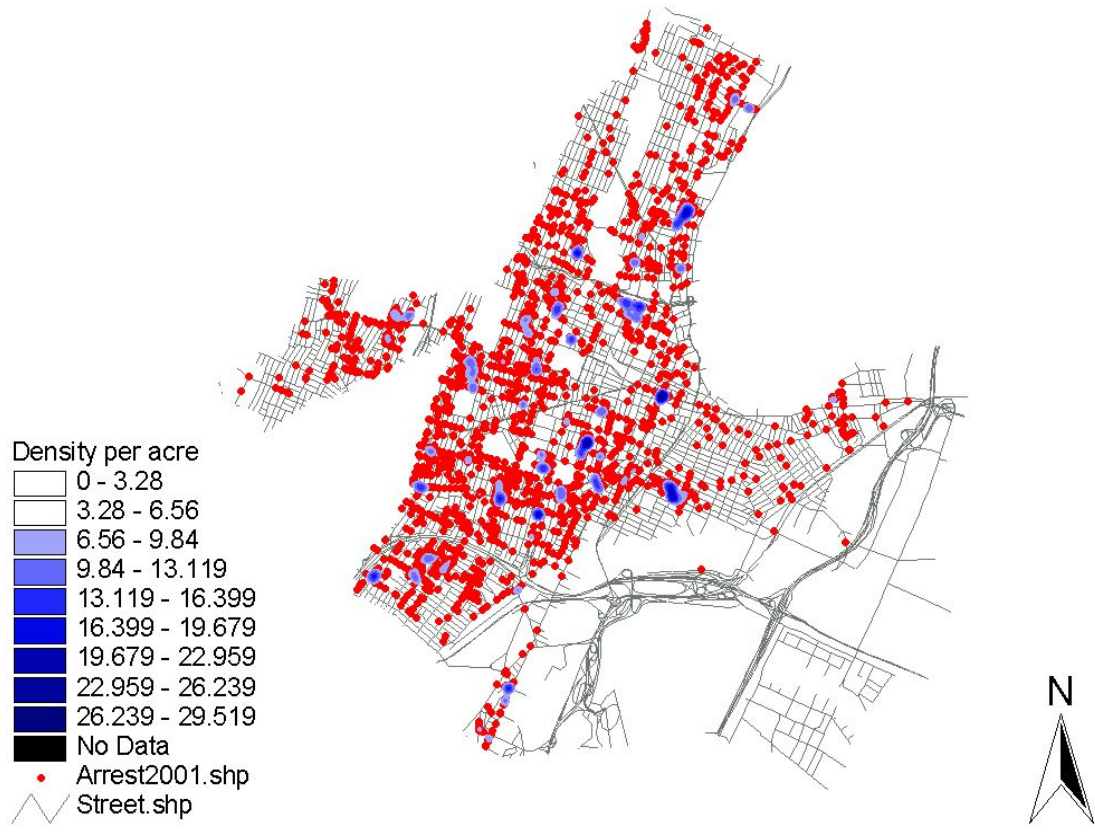 Density per acre
0 - 3.28
3.28 - 6.56
6.56 - 9.84
9.84 - 13.119
13.119 - 16.399
16.399 - 19.679
19.679 - 22.959
22.959 - 26.239
26.239 - 29.519
No Data
Arrest2001.shp
Street.shp
N